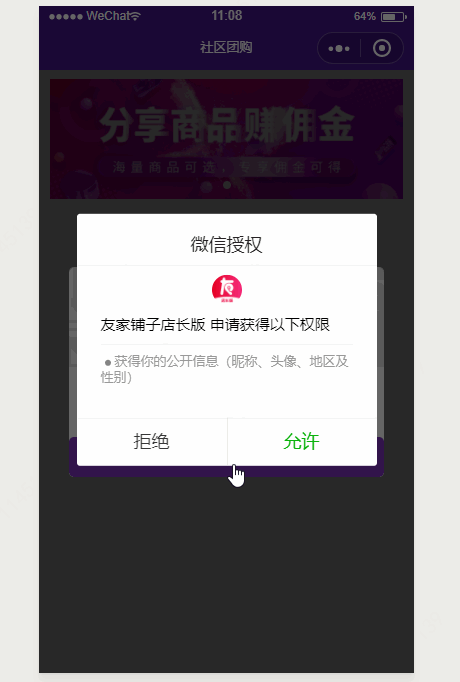 ●●●●● WeChat 11:08 64%
社区团购
分享商品赚佣金
海量商品可选，专享佣金可得
微信授权
友
友家铺子店长版 申请获得以下权限
● 获得你的公开信息（昵称、头像、地区及
性别）
拒绝 允许